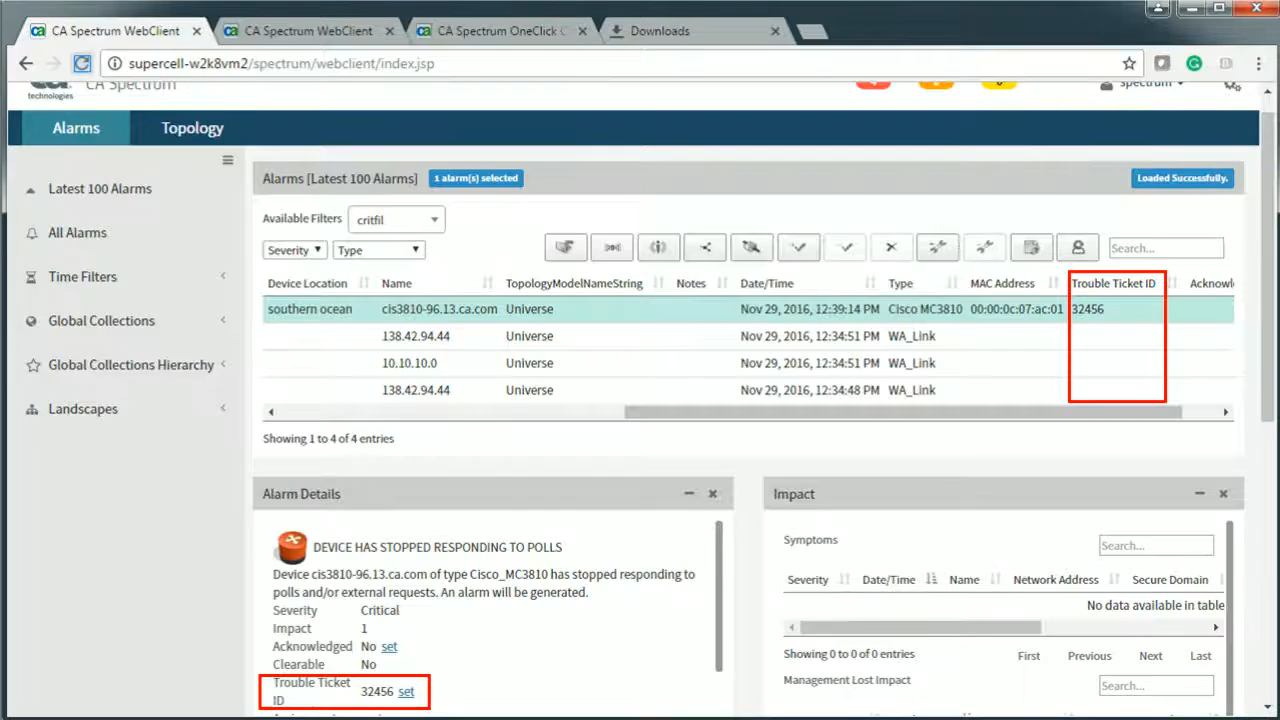 CA Spectrum WebClient
CA Spectrum WebClient
CA Spectrum OneClick C
Downloads
supercell-w2k8vm2/spectrum/webclient/index.jsp
technologies
CA Spectrum
spectrum
Alarms
Topology
Latest 100 Alarms
All Alarms
Time Filters
Global Collections
Global Collections Hierarchy
Landscapes
Alarms [Latest 100 Alarms] 1 alarm(s) selected
Loaded Successfully.
Available Filters critfil
Severity Type Search...
Device Location Name TopologyModelNameString Notes Date/Time Type MAC Address Trouble Ticket ID Acknowl
southern ocean cis3810-96.13.ca.com Universe Nov 29, 2016, 12:39:14 PM Cisco MC3810 00:00:0c:07:ac:01 32456
138.42.94.44 Universe Nov 29, 2016, 12:34:51 PM WA_Link
10.10.10.0 Universe Nov 29, 2016, 12:34:51 PM WA_Link
138.42.94.44 Universe Nov 29, 2016, 12:34:48 PM WA_Link
Showing 1 to 4 of 4 entries
Alarm Details
DEVICE HAS STOPPED RESPONDING TO POLLS
Device cis3810-96.13.ca.com of type Cisco_MC3810 has stopped responding to
polls and/or external requests. An alarm will be generated.
Severity Critical
Impact 1
Acknowledged No set
Clearable No
Trouble Ticket
ID 32456 set
Impact
Symptoms Search...
Severity Date/Time Name Network Address Secure Domain
No data available in table
Showing 0 to 0 of 0 entries First Previous Next Last
Management Lost Impact Search...